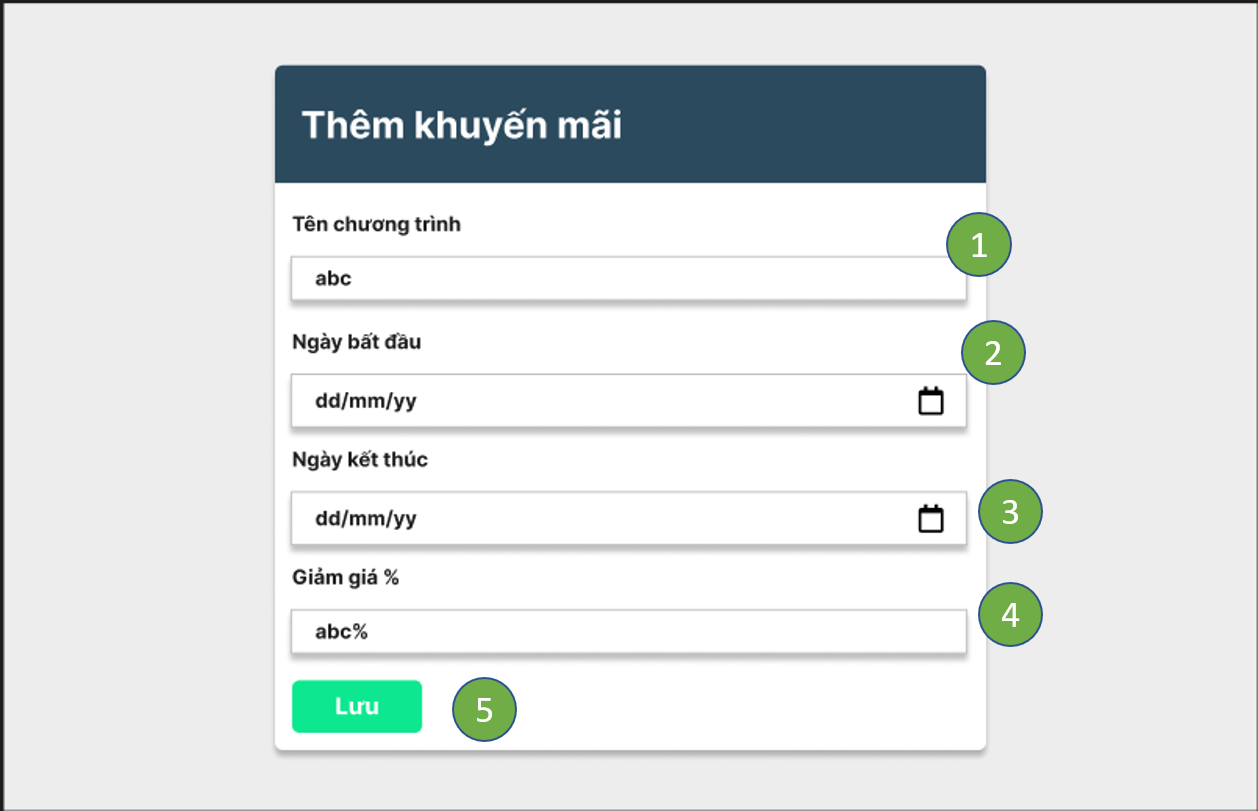 Thêm khuyến mãi
Tên chương trình
1
abc
Ngày bất đầu
2
dd/mm/yy
Ngày kết thúc
dd/mm/yy
3
Giảm giá %
4
abc%
Lưu
5